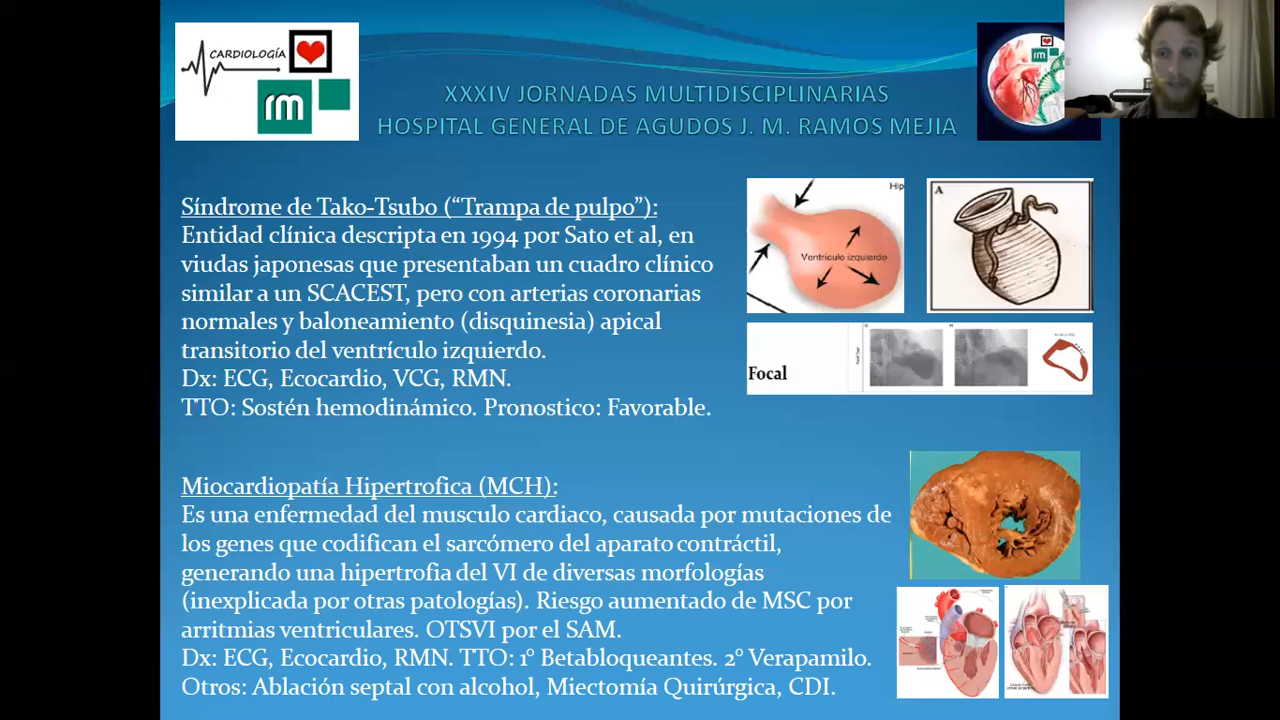 CARDIOLOGÍA
rm
rm
XXXIV JORNADAS MULTIDISCIPLINARIAS
HOSPITAL GENERAL DE AGUDOS J. M. RAMOS MEJIA
Síndrome de Tako-Tsubo (“Trampa de pulpo”):
Entidad clínica descripta en 1994 por Sato et al, en
viudas japonesas que presentaban un cuadro clínico
similar a un SCACEST, pero con arterias coronarias
normales y baloneamiento (disquinesia) apical
transitorio del ventrículo izquierdo.
Dx: ECG, Ecocardio, VCG, RMN.
TTO: Sostén hemodinámico. Pronostico: Favorable.
Hip
Ventrículo izquierdo
A
Focal
Miocardiopatía Hipertrofica (MCH):
Es una enfermedad del musculo cardiaco, causada por mutaciones de
los genes que codifican el sarcómero del aparato contráctil,
generando una hipertrofia del VI de diversas morfologías
(inexplicada por otras patologías). Riesgo aumentado de MSC por
arritmias ventriculares. OTSVI por el SAM.
Dx: ECG, Ecocardio, RMN. TTO: 1° Betabloqueantes. 2° Verapamilo.
Otros: Ablación septal con alcohol, Miectomía Quirúrgica, CDI.